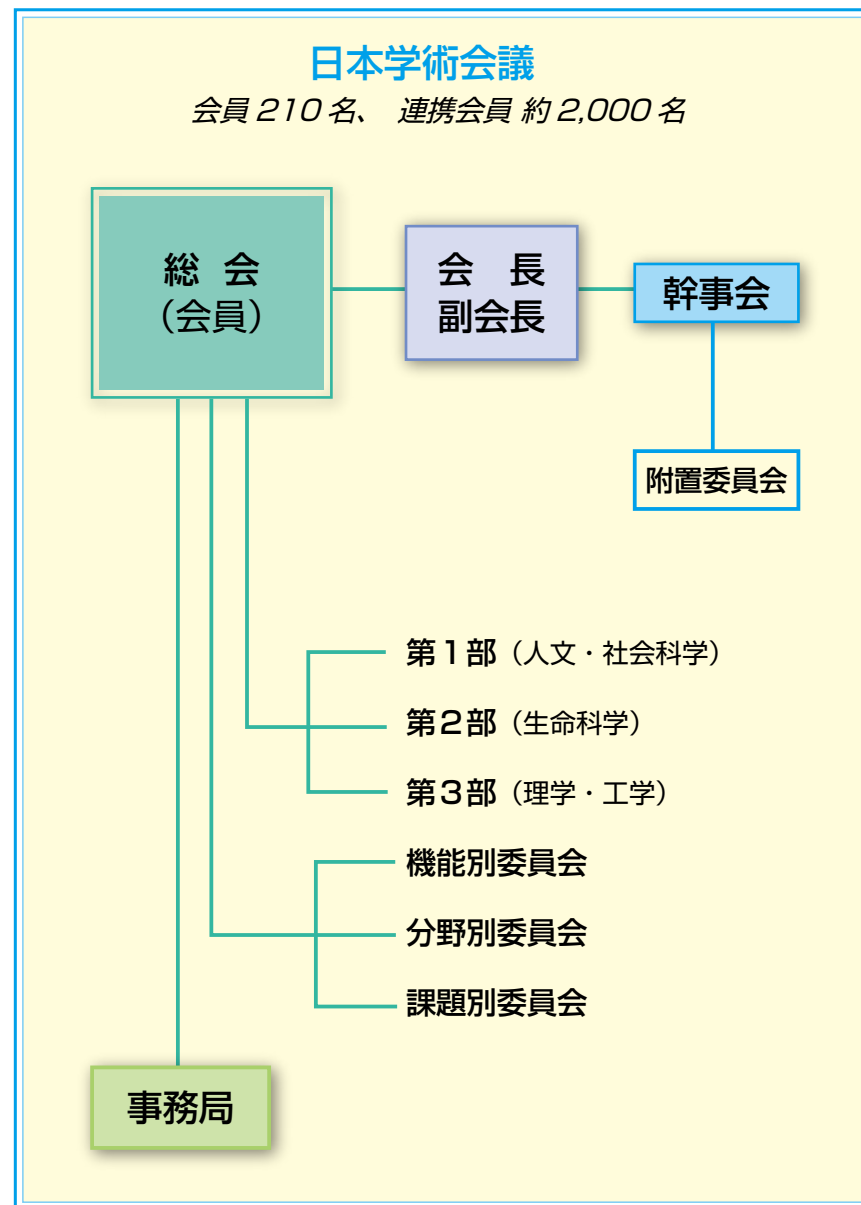 日本学術会議
会員 210 名、 連携会員 約 2,000 名
総 会
（会員）
会 長
副会長
幹事会
附置委員会
第１部（人文・社会科学）
第２部（生命科学）
第３部（理学・工学）
機能別委員会
分野別委員会
課題別委員会
事務局